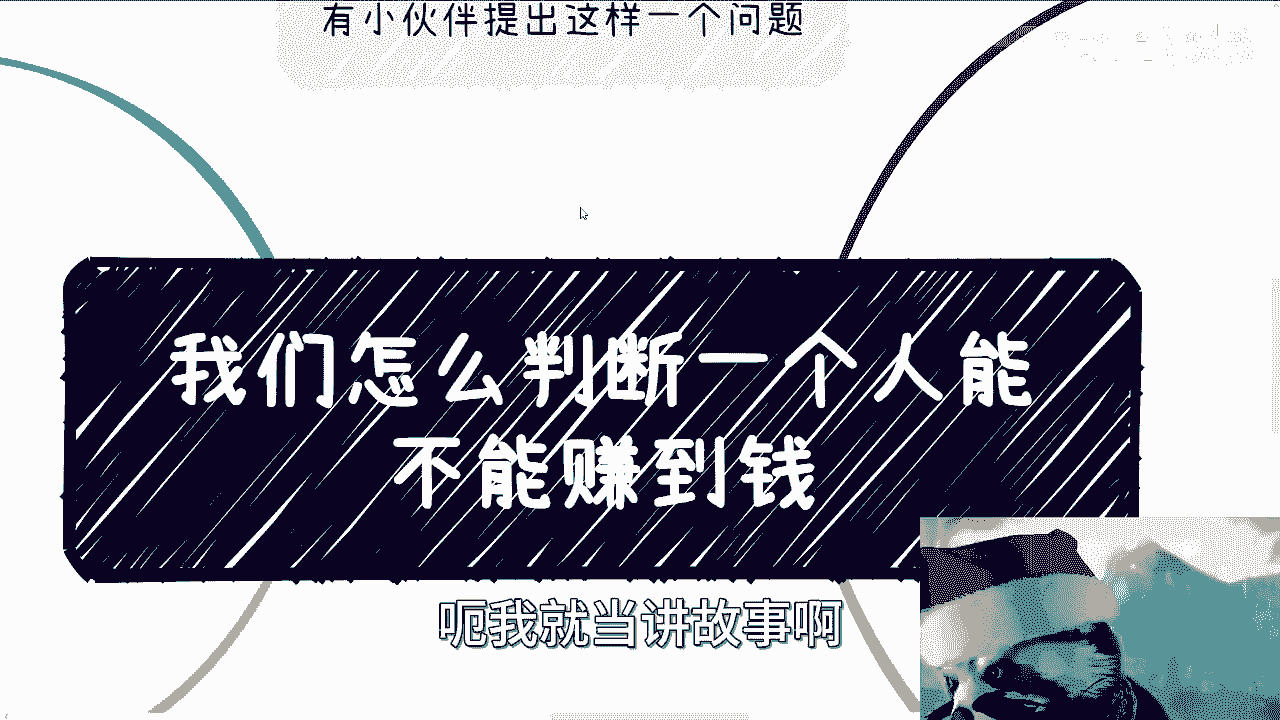 有小伙伴提出这样一个问题
我们怎么判断一个人能
不能赚到钱
呃我就当讲故事啊